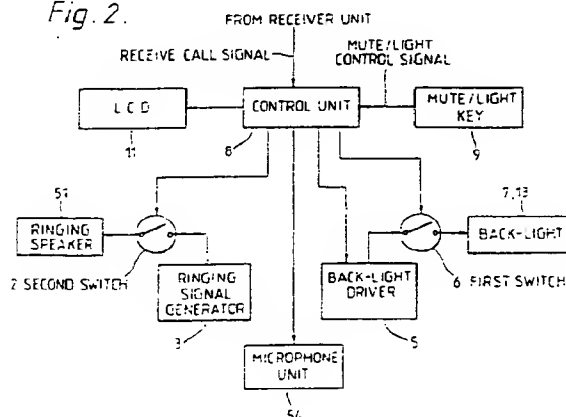 Fig. 2.
FROM RECEIVER UNIT
RECEIVE CALL SIGNAL
MUTE/LIGHT
CONTROL SIGNAL
LCD
CONTROL UNIT
MUTE/LIGHT
KEY
11
8
9
51
7,13
RINGING
SPEAKER
BACK-LIGHT
2 SECOND SWITCH
RINGING
SIGNAL
GENERATOR
BACK-LIGHT
DRIVER
6 FIRST SWITCH
3
5
MICROPHONE
UNIT
54